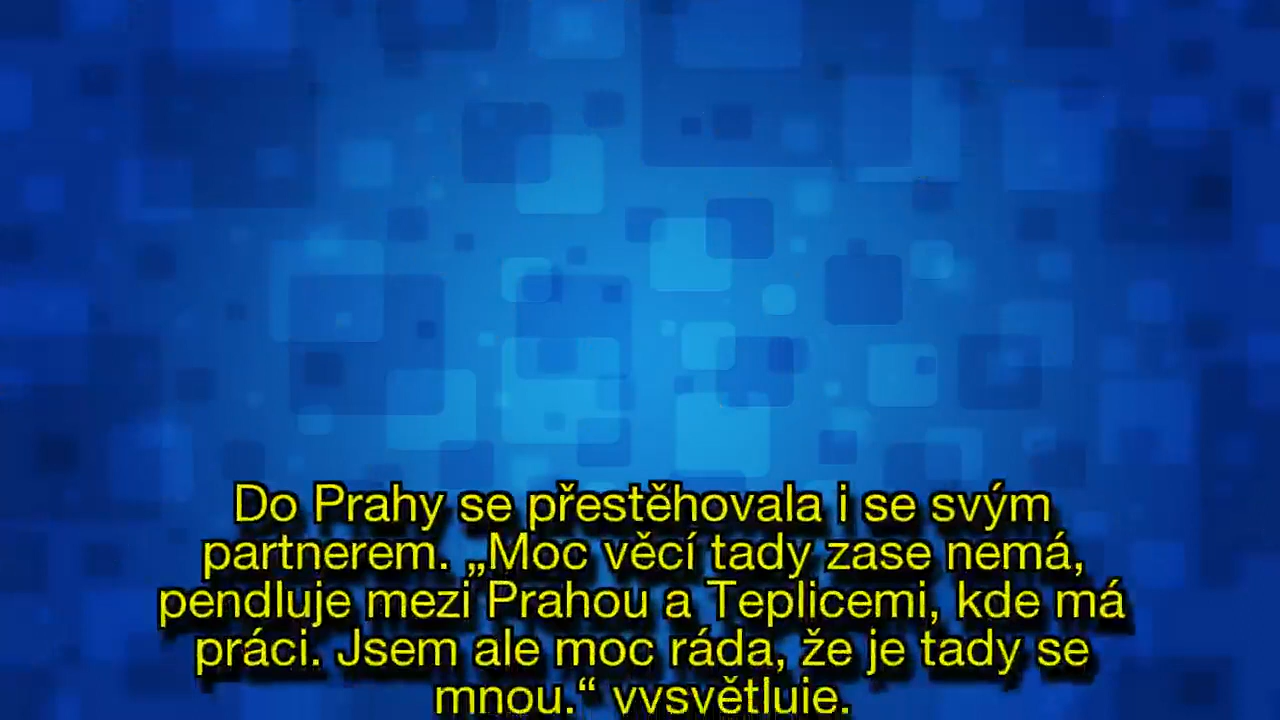 Do Prahy se přestěhovala i se svým
partnerem. „Moc věcí tady zase nemá,
pendluje mezi Prahou a Teplicemi, kde má
práci. Jsem ale moc ráda, že je tady se
mnou.“ vysvětluje.